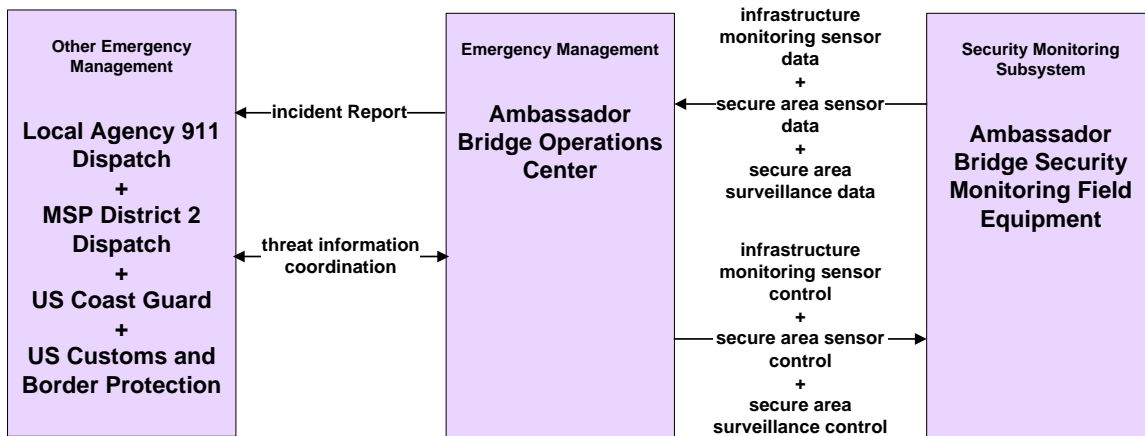 Other Emergency
Management
Local Agency 911
Dispatch
+
MSP District 2
Dispatch
+
US Coast Guard
+
US Customs and
Border Protection
incident Report
threat information
coordination
Emergency Management
Ambassador
Bridge Operations
Center
infrastructure
monitoring sensor
data
+
secure area sensor
data
+
secure area
surveillance data
infrastructure
monitoring sensor
control
+
secure area sensor
control
+
secure area
surveillance control
Security Monitoring
Subsystem
Ambassador
Bridge Security
Monitoring Field
Equipment